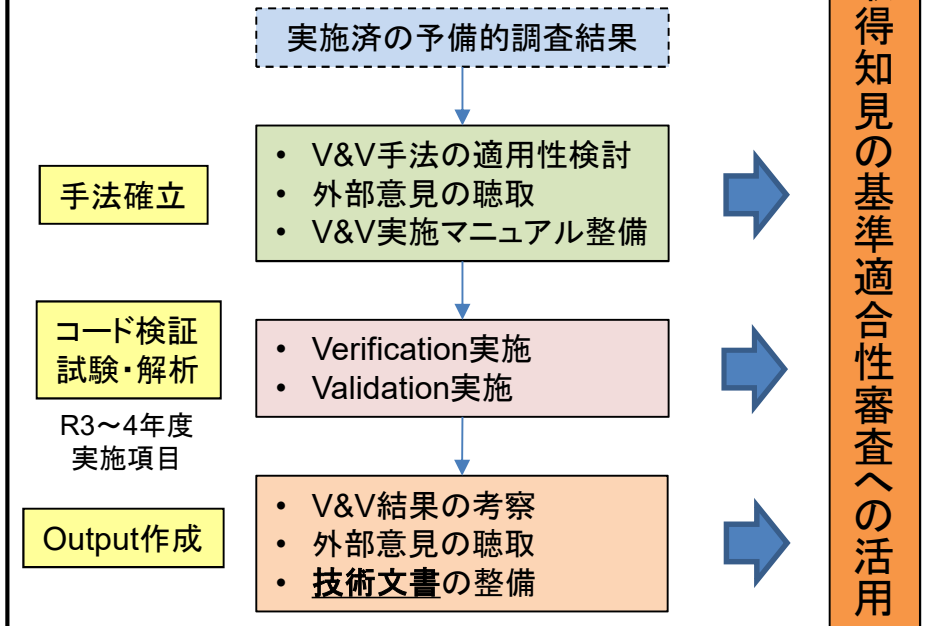 実施済の予備的調査結果
手法確立
• V&V手法の適用性検討
• 外部意見の聴取
• V&V実施マニュアル整備
コード検証
試験・解析
R3～4年度
実施項目
• Verification実施
• Validation実施
Output作成
• V&V結果の考察
• 外部意見の聴取
• 技術文書の整備
得知見の基準適合性審査への活用